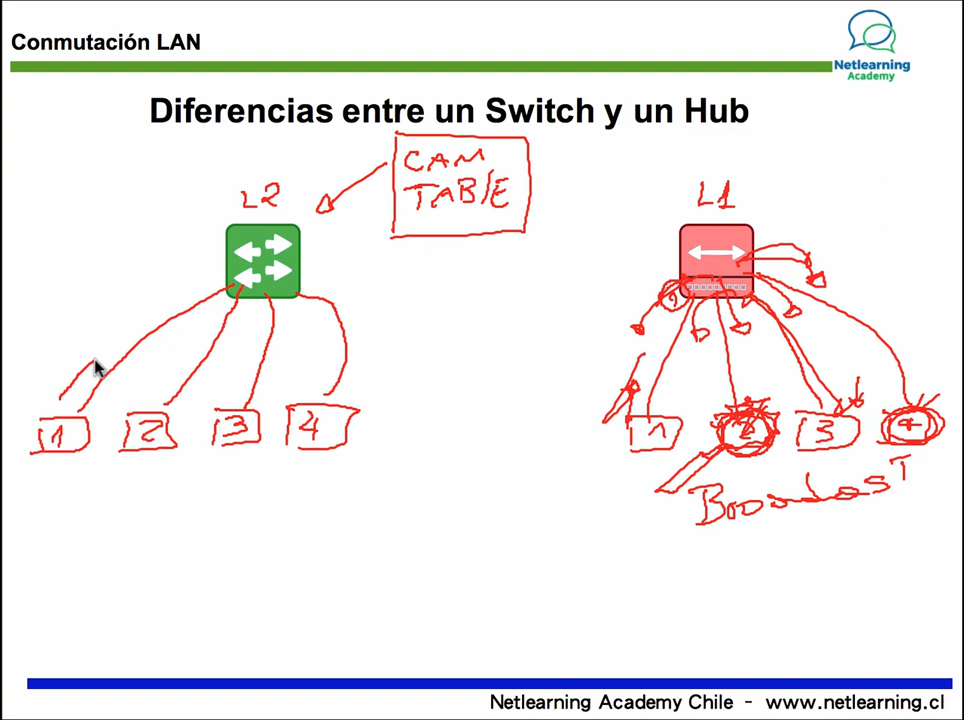 Conmutación LAN
Netlearning
Academy
Diferencias entre un Switch y un Hub
CAM
TABLE
L2
L1
1 2 3 4
1 2 3 4
Broadcast
Netlearning Academy Chile - www.netlearning.cl